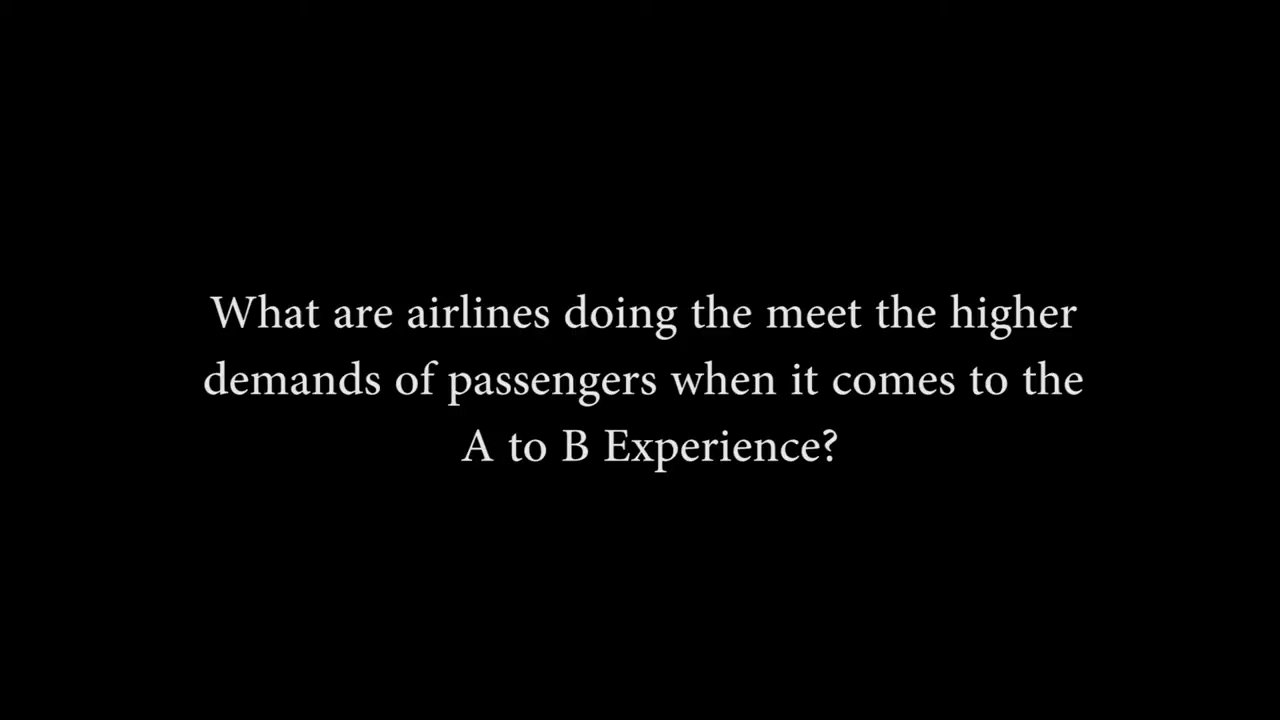 What are airlines doing the meet the higher
demands of passengers when it comes to the
A to B Experience?